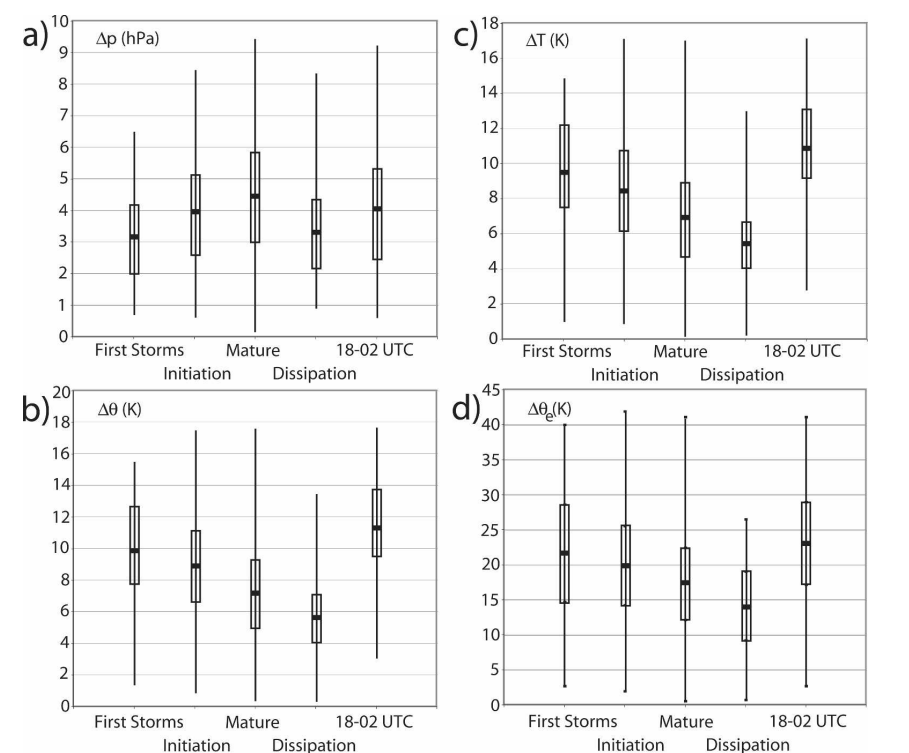 a)
Δp (hPa)
10
9
8
7
6
5
4
3
2
1
0
First Storms Mature 18-02 UTC
Initiation Dissipation
c)
ΔT (K)
18
16
14
12
10
8
6
4
2
0
First Storms Mature 18-02 UTC
Initiation Dissipation
b)
Δθ (K)
20
18
16
14
12
10
8
6
4
2
0
First Storms Mature 18-02 UTC
Initiation Dissipation
d)
Δθe(K)
45
40
35
30
25
20
15
10
5
0
First Storms Mature 18-02 UTC
Initiation Dissipation